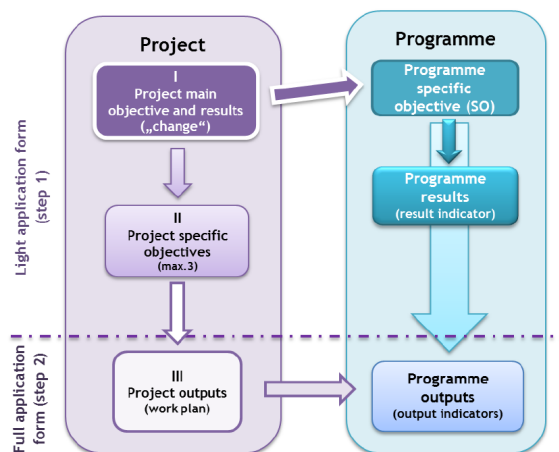 Project
I
Project main
objective and results
(„change“)
II
Project specific
objectives
(max.3)
III
Project outputs
(work plan)
Programme
Programme
specific
objective (SO)
Programme
results
(result indicator)
Programme
outputs
(output indicators)
Light application form
(step 1)
Full application
form (step 2)